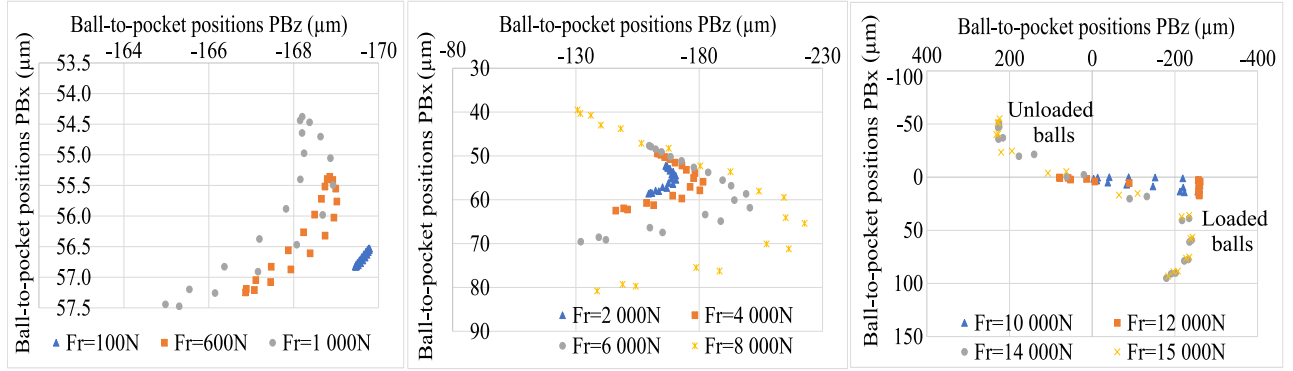 Ball-to-pocket positions PBz (µm)
-164 -166 -168 -170
Ball-to-pocket positions PBx (µm)
53.5
54.0
54.5
55.0
55.5
56.0
56.5
57.0
57.5
Fr=100N Fr=600N Fr=1 000N
Ball-to-pocket positions PBz (µm)
-80 -130 -180 -230
Ball-to-pocket positions PBx (µm)
30
40
50
60
70
80
90
Fr=2 000N Fr=4 000N
Fr=6 000N Fr=8 000N
Ball-to-pocket positions PBz (µm)
400 200 0 -200 -400
Ball-to-pocket positions PBx (µm)
-100
-50
0
50
100
150
Unloaded
balls
Loaded
balls
Fr=10 000N Fr=12 000N
Fr=14 000N Fr=15 000N